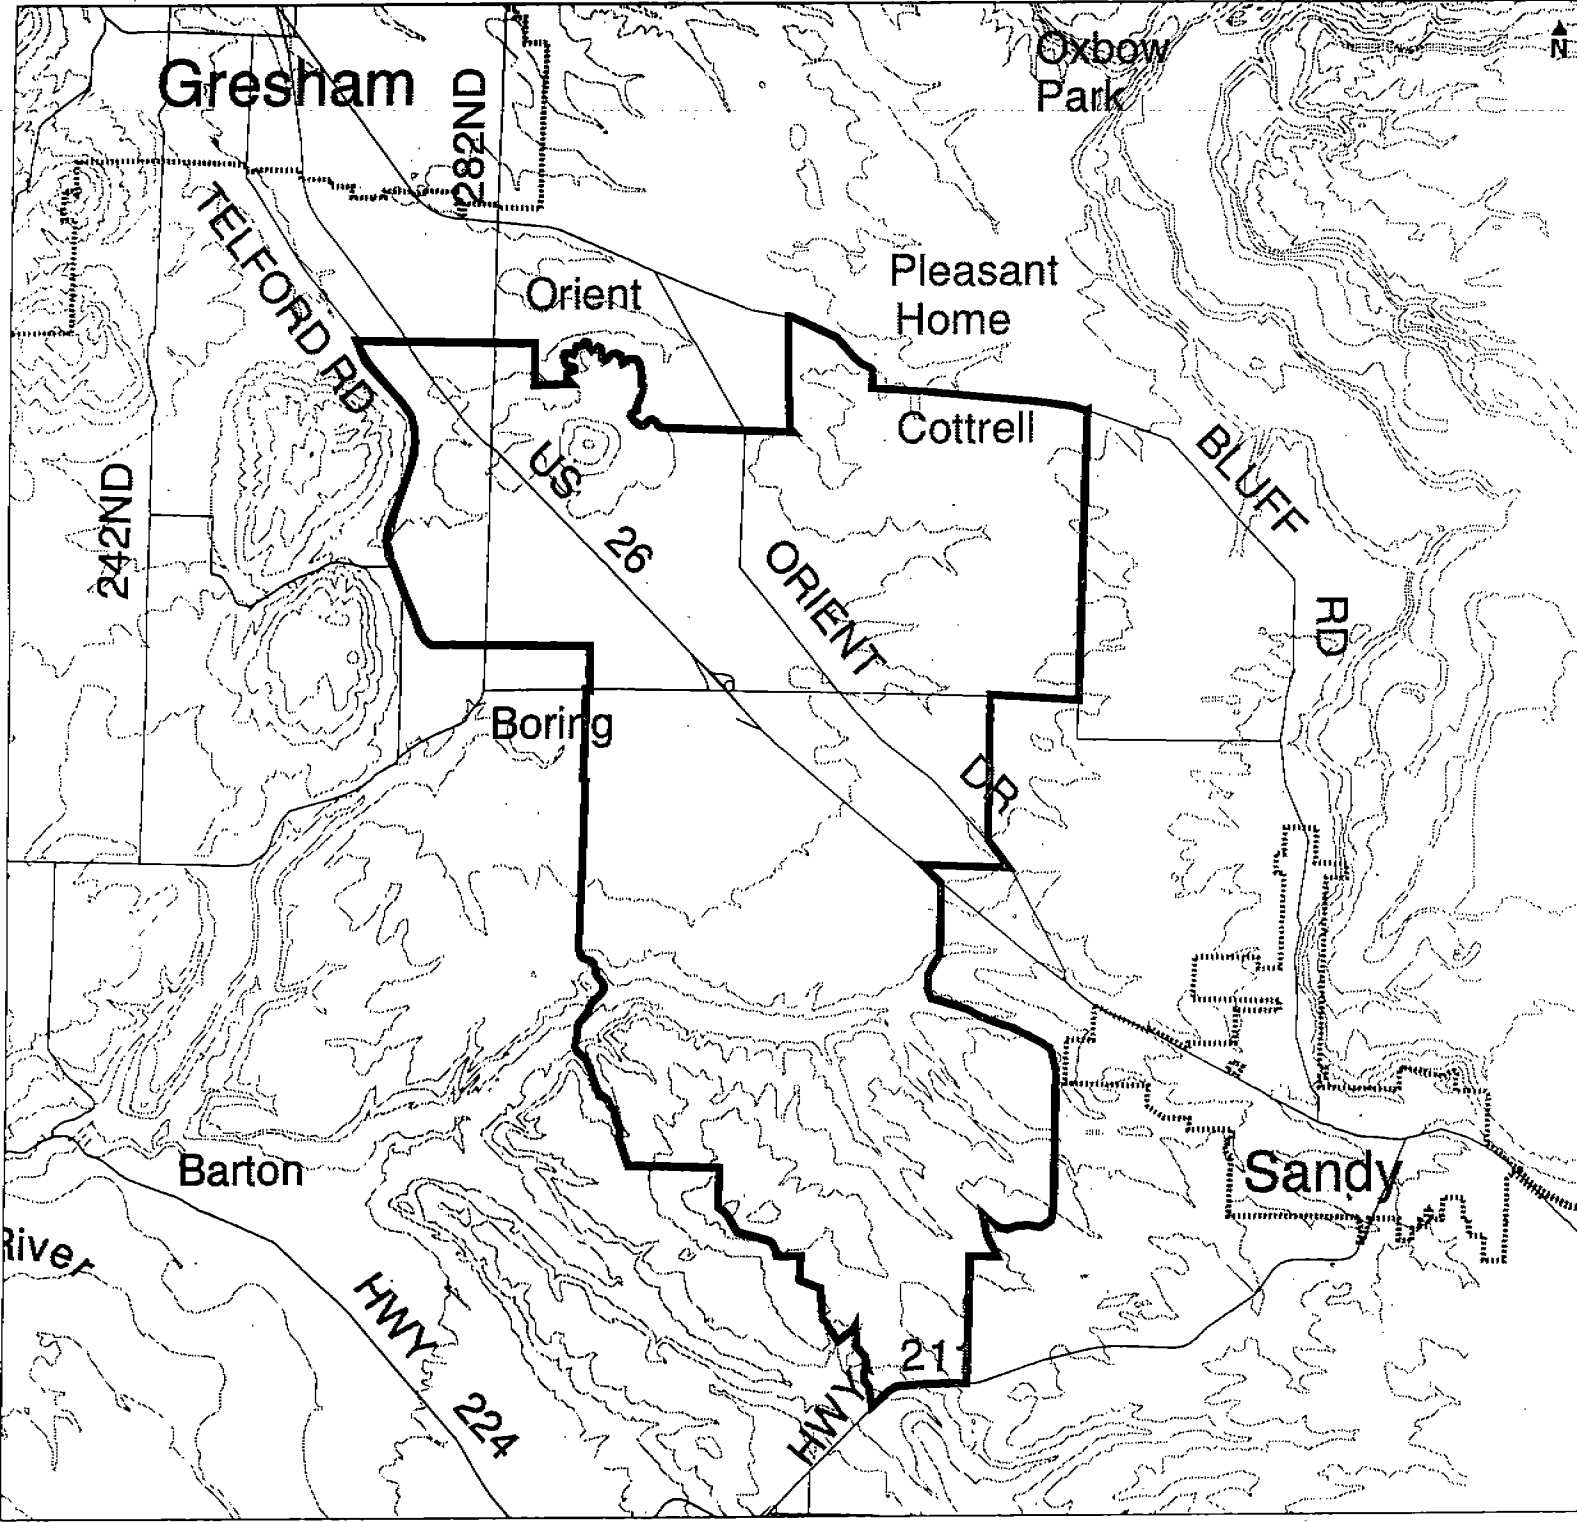 Oxbow
Park
N
Gresham
282ND
TELFORD RD
Orient
Pleasant
Home
Cottrell
BLUFF
RD
US
26
242ND
ORIENT
DR
Boring
Barton
Sandy
River
HWY
224
HWY
211